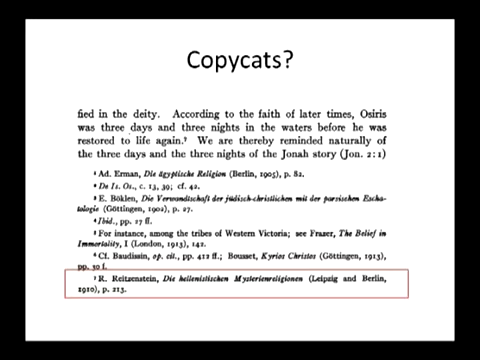 Copycats?
fied in the deity. According to the faith of later times, Osiris
was three days and three nights in the waters before he was
restored to life again.⁷ We are thereby reminded naturally of
the three days and the three nights of the Jonah story (Jon. 2:1)
¹ Ad. Erman, Die ägyptische Religion (Berlin, 1905), p. 82.
² De Is. Os., c. 13, 39; cf. 42.
³ E. Böklen, Die Verwandtschaft der jüdisch-christlichen mit der parsischen Escha-
tologie (Göttingen, 1902), p. 27.
⁴ Ibid., pp. 27 ff.
⁵ For instance, among the tribes of Western Victoria; see Frazer, The Belief in
Immortality, I (London, 1913), 142.
⁶ Cf. Baudissin, op. cit., pp. 412 ff.; Bousset, Kyrios Christos (Göttingen, 1913),
pp. 30 f.
⁷ R. Reitzenstein, Die hellenistischen Mysterienreligionen (Leipzig and Berlin,
1910), p. 213.